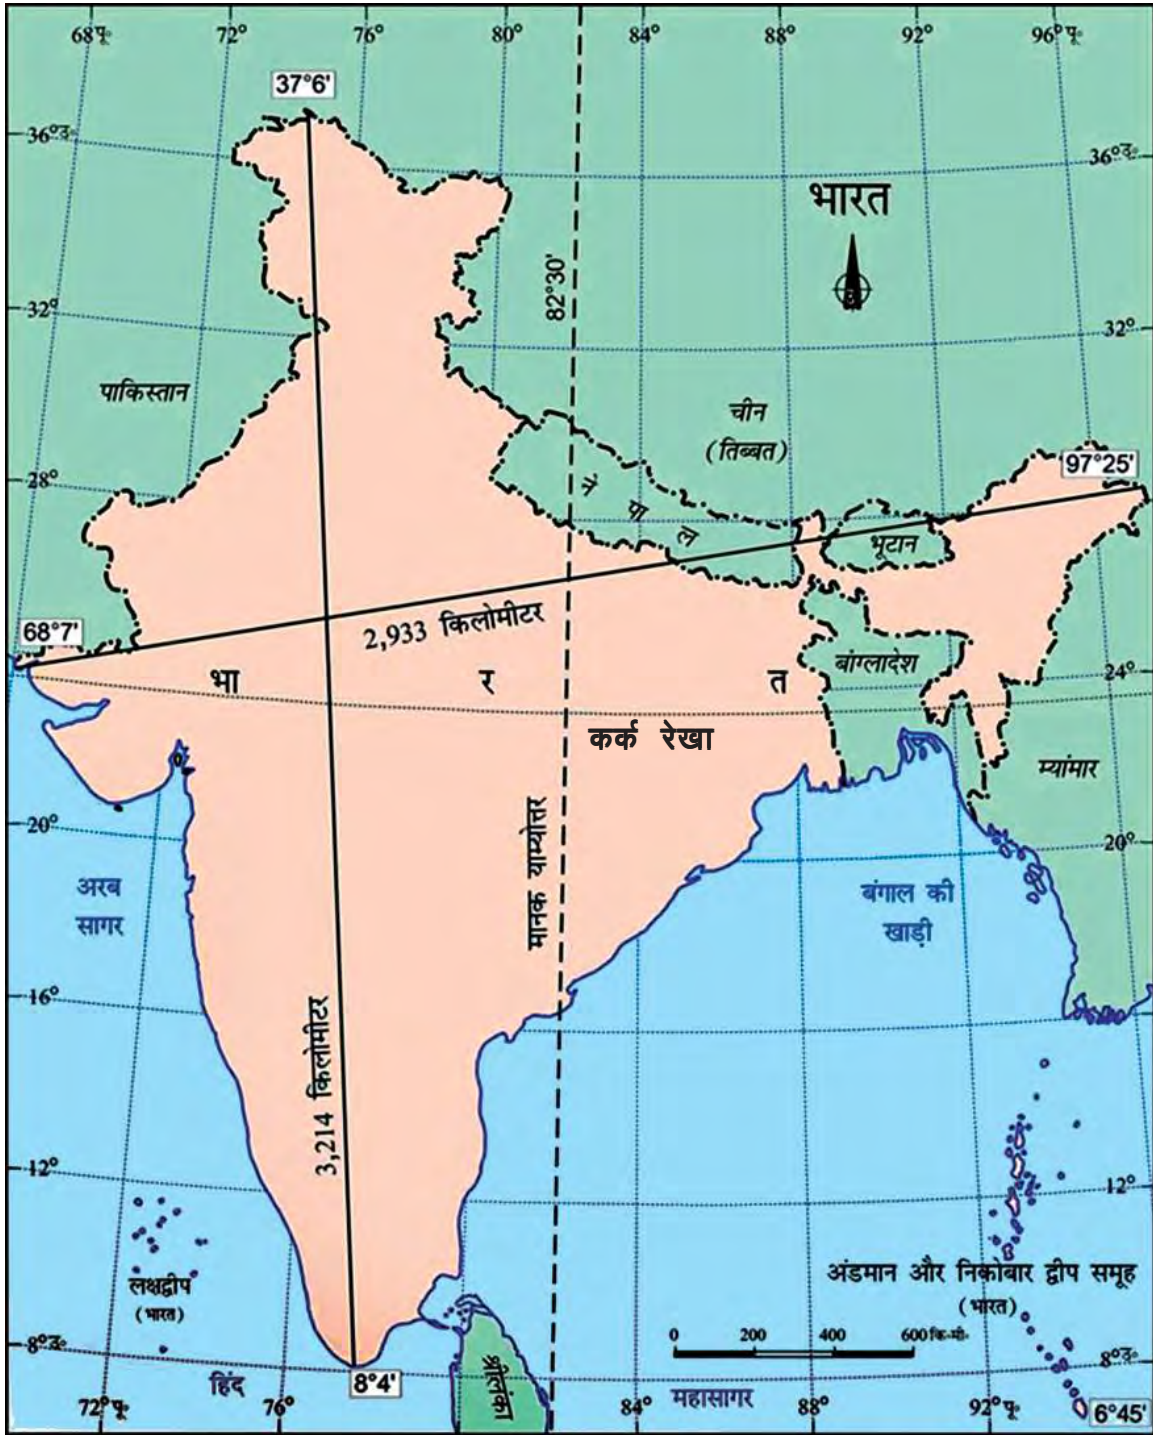 68°पू॰
72°
76°
80°
84°
88°
92°
96°पू॰
37°6'
36°उ॰
36°उ॰
भारत
82°30'
32°
32°
पाकिस्तान
चीन
(तिब्बत)
97°25'
28°
नेपाल
भूटान
2,933 किलोमीटर
68°7'
बांग्लादेश
24°
भा र त
कर्क रेखा
म्यांमार
मानक याम्योत्तर
20°
20°
अरब
सागर
बंगाल की
खाड़ी
16°
3,214 किलोमीटर
12°
12°
लक्षद्वीप
(भारत)
अंडमान और निकोबार द्वीप समूह
(भारत)
0 200 400 600 कि॰मी॰
8°उ॰
8°उ॰
हिंद
8°4'
श्रीलंका
महासागर
6°45'
72°पू॰
76°
84°
88°
92°पू॰